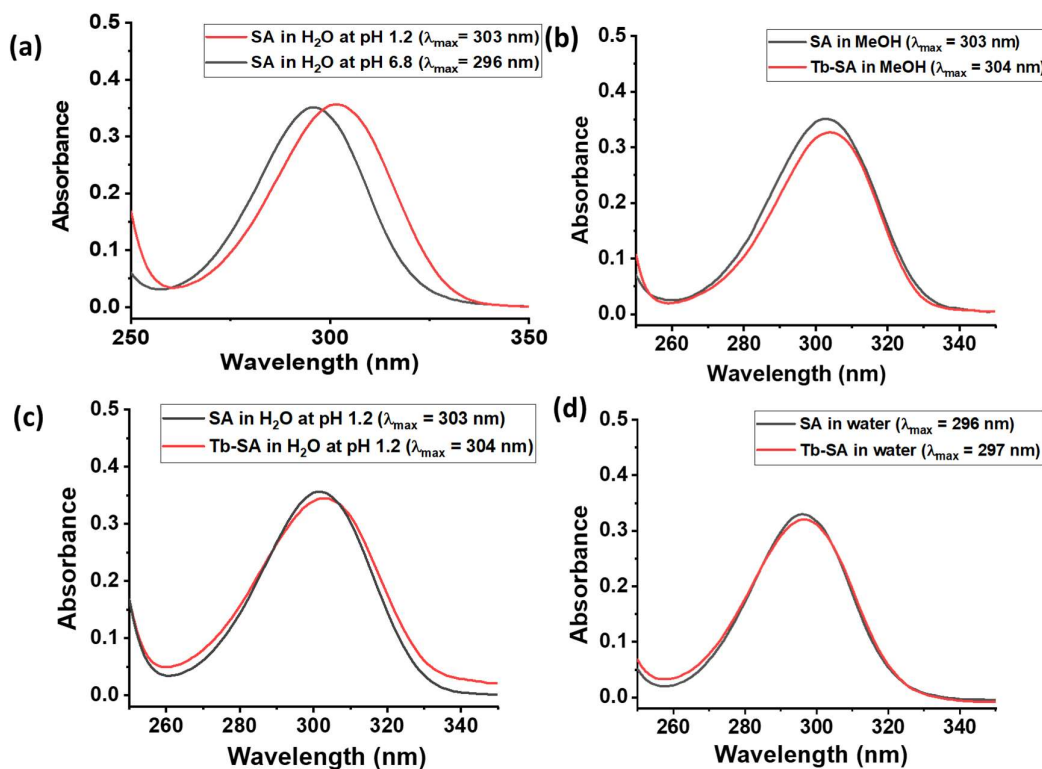 (a)
SA in H₂O at pH 1.2 (λmax= 303 nm)
SA in H₂O at pH 6.8 (λmax= 296 nm)
0.5
0.4
0.3
0.2
0.1
0.0
Absorbance
250
300
350
Wavelength (nm)
(b)
SA in MeOH (λmax = 303 nm)
Tb-SA in MeOH (λmax = 304 nm)
0.5
0.4
0.3
0.2
0.1
0.0
Absorbance
260
280
300
320
340
Wavelength (nm)
(c)
SA in H₂O at pH 1.2 (λmax = 303 nm)
Tb-SA in H₂O at pH 1.2 (λmax = 304 nm)
0.5
0.4
0.3
0.2
0.1
0.0
Absorbance
260
280
300
320
340
Wavelength (nm)
(d)
SA in water (λmax = 296 nm)
Tb-SA in water (λmax = 297 nm)
0.5
0.4
0.3
0.2
0.1
0.0
Absorbance
260
280
300
320
340
Wavelength (nm)